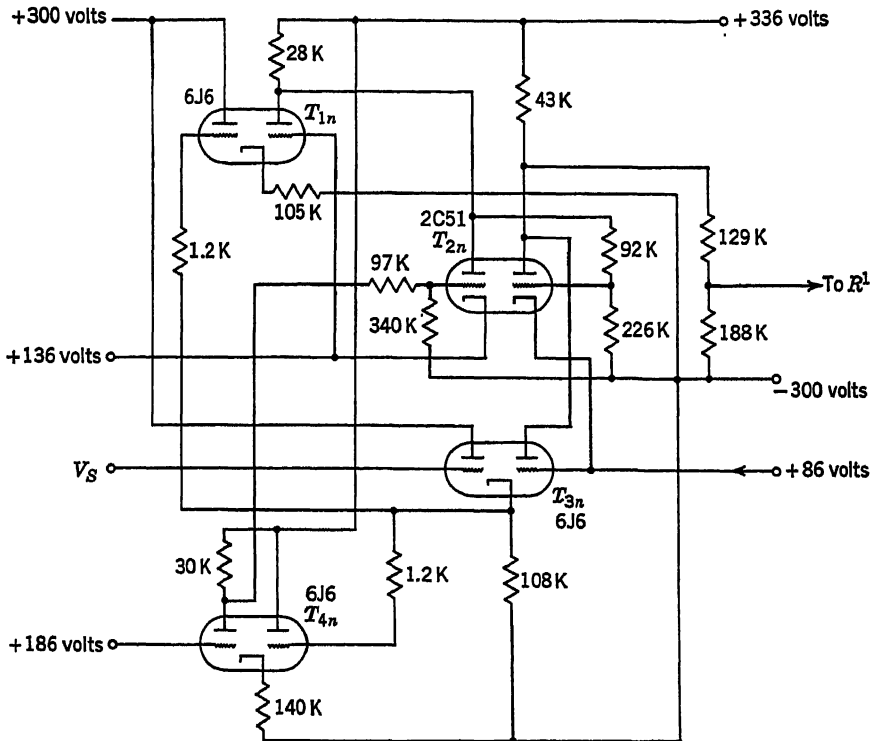 +300 volts
+336 volts
28 K
6J6
T1n
43 K
105 K
1.2 K
2C51
T2n
92 K
129 K
97 K
To R¹
340 K
226 K
188 K
+136 volts
− 300 volts
VS
+86 volts
T3n
6J6
30 K
1.2 K
108 K
6J6
T4n
+186 volts
140 K